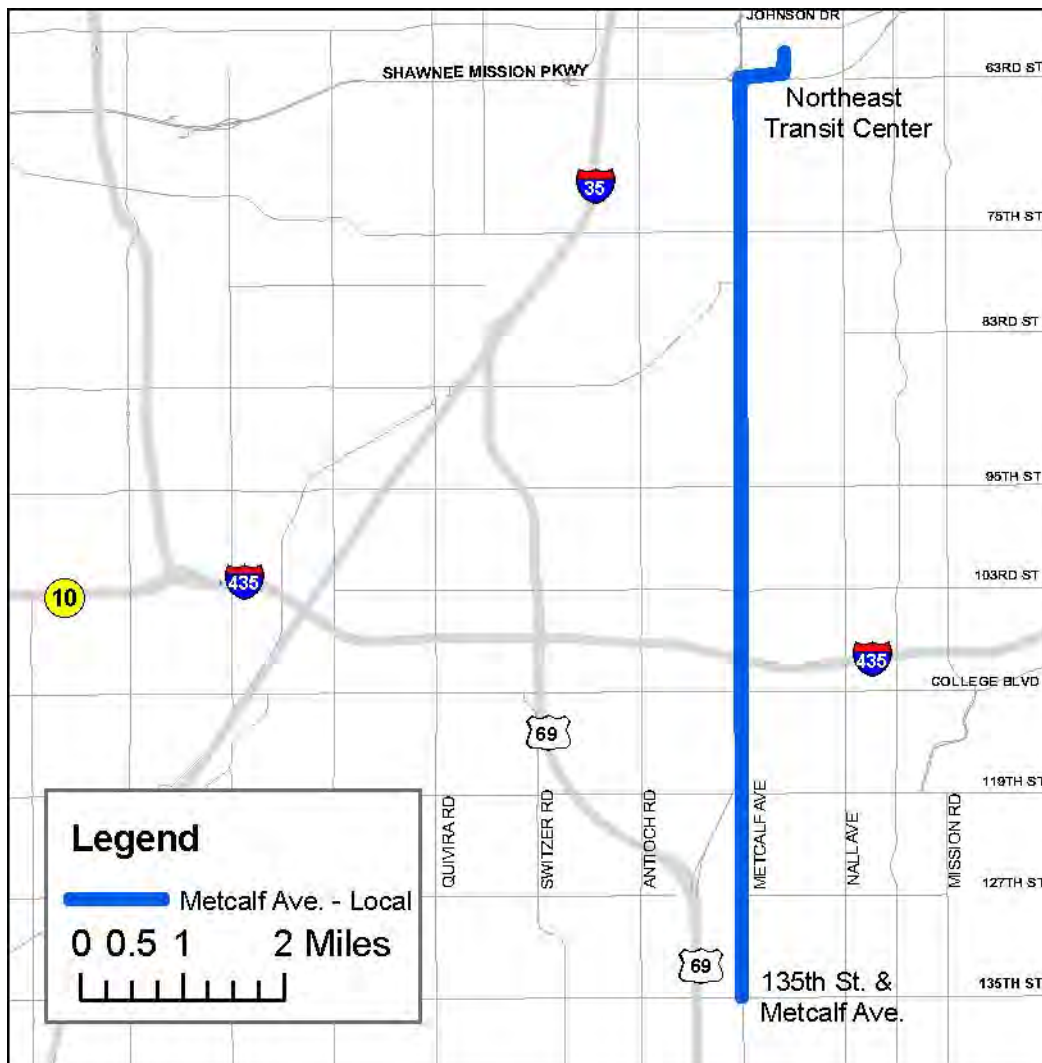 JOHNSON DR
SHAWNEE MISSION PKWY
63RD ST
Northeast
Transit Center
35
75TH ST
83RD ST
95TH ST
103RD ST
435
10
435
COLLEGE BLVD
69
119TH ST
QUIVIRA RD
SWITZER RD
ANTIOCH RD
METCALF AVE
NALL AVE
MISSION RD
127TH ST
69
135th St. &
Metcalf Ave.
135TH ST
Legend
Metcalf Ave. - Local
0 0.5 1 2 Miles